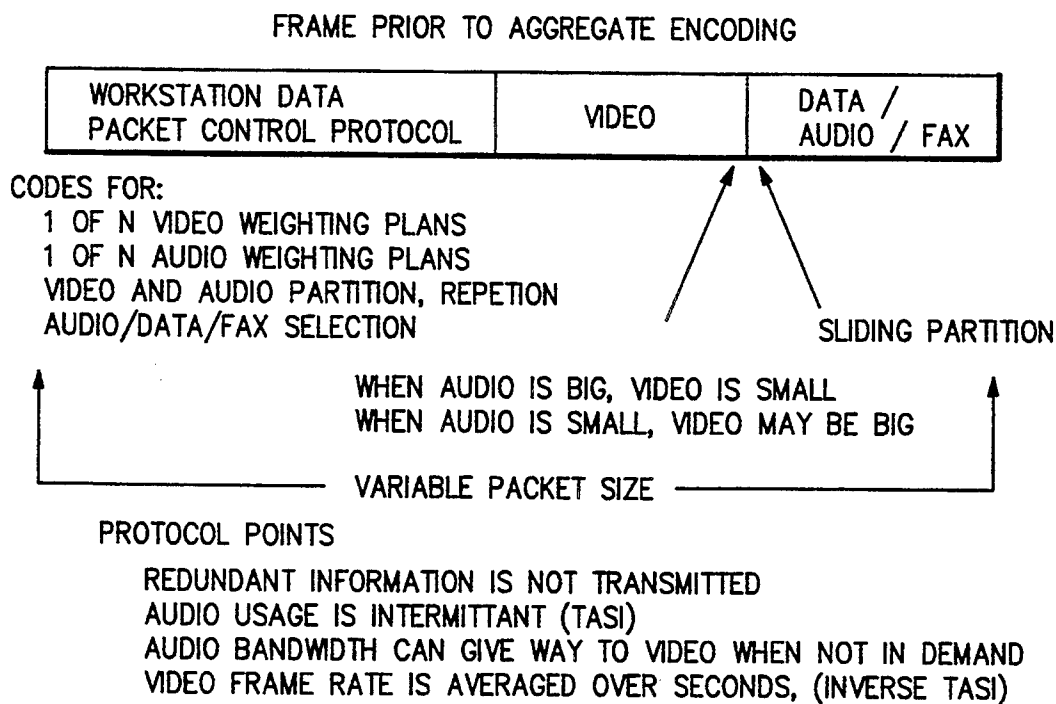 FRAME PRIOR TO AGGREGATE ENCODING
WORKSTATION DATA
PACKET CONTROL PROTOCOL
VIDEO
DATA /
AUDIO / FAX
CODES FOR:
1 OF N VIDEO WEIGHTING PLANS
1 OF N AUDIO WEIGHTING PLANS
VIDEO AND AUDIO PARTITION, REPETION
AUDIO/DATA/FAX SELECTION
SLIDING PARTITION
WHEN AUDIO IS BIG, VIDEO IS SMALL
WHEN AUDIO IS SMALL, VIDEO MAY BE BIG
VARIABLE PACKET SIZE
PROTOCOL POINTS
REDUNDANT INFORMATION IS NOT TRANSMITTED
AUDIO USAGE IS INTERMITTANT (TASI)
AUDIO BANDWIDTH CAN GIVE WAY TO VIDEO WHEN NOT IN DEMAND
VIDEO FRAME RATE IS AVERAGED OVER SECONDS, (INVERSE TASI)